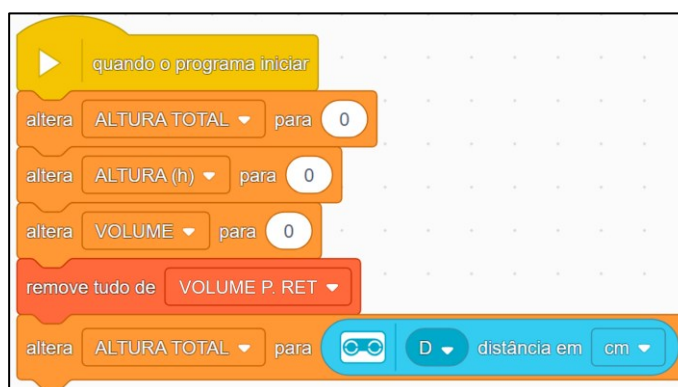 quando o programa iniciar
altera ALTURA TOTAL para 0
altera ALTURA (h) para 0
altera VOLUME para 0
remove tudo de VOLUME P. RET
altera ALTURA TOTAL para D distância em cm